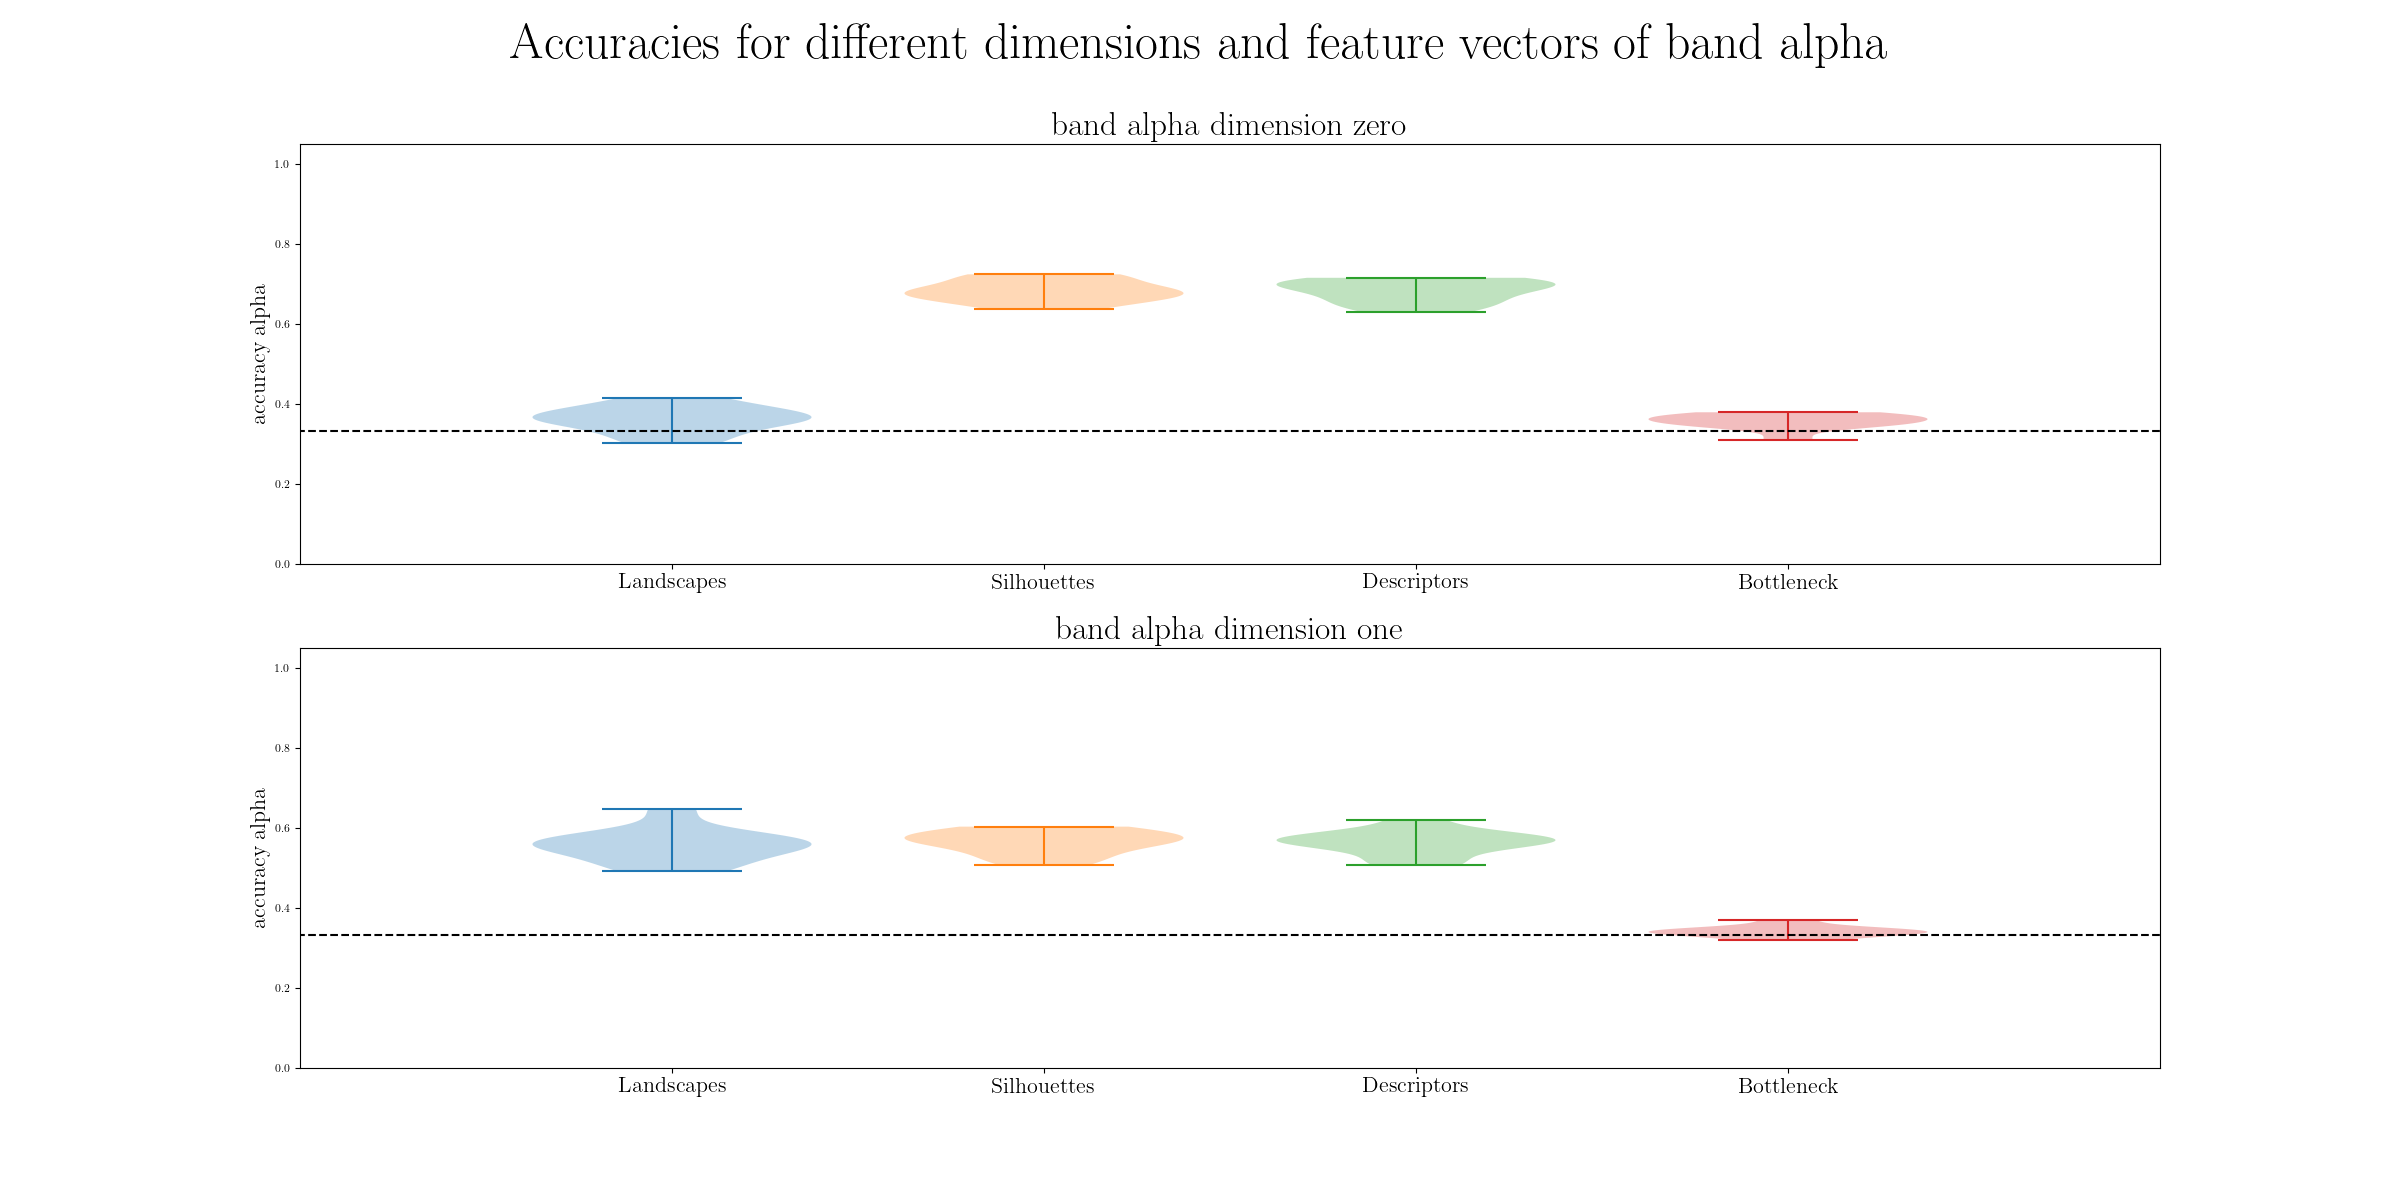 Accuracies for different dimensions and feature vectors of band alpha
band alpha dimension zero
1.0
0.8
0.6
0.4
0.2
0.0
accuracy alpha
Landscapes Silhouettes Descriptors Bottleneck
band alpha dimension one
1.0
0.8
0.6
0.4
0.2
0.0
accuracy alpha
Landscapes Silhouettes Descriptors Bottleneck